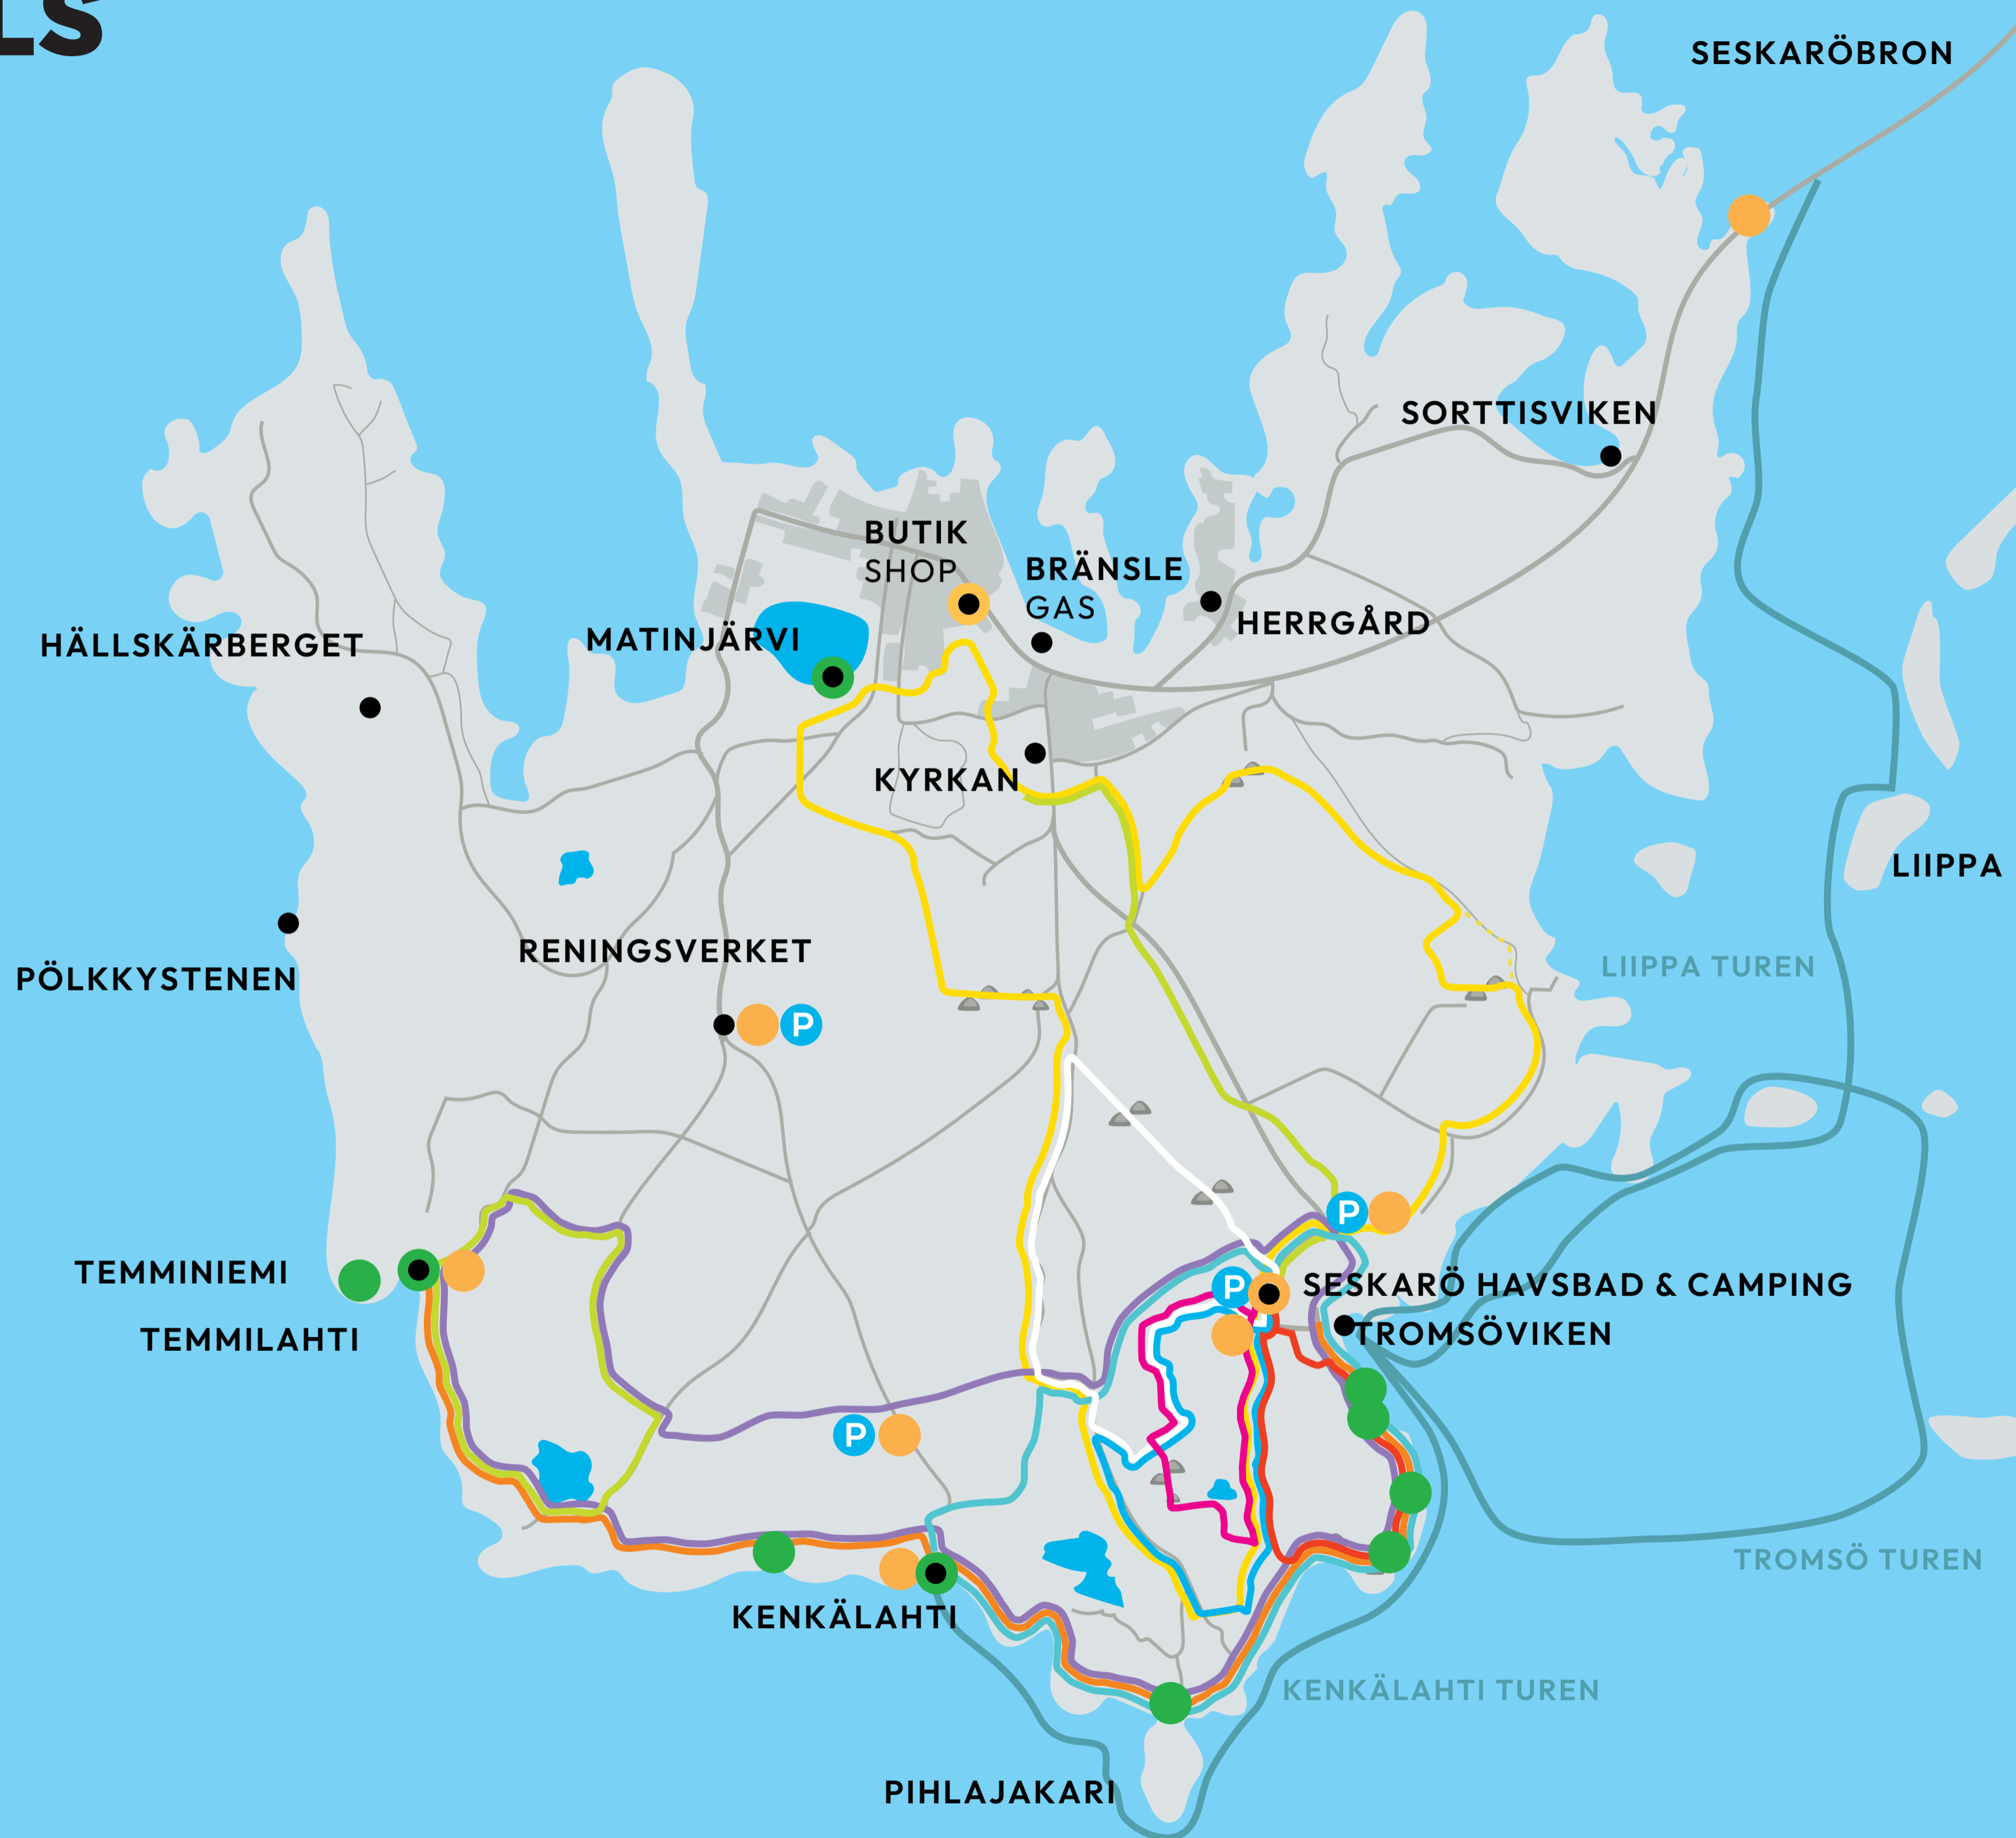 LS
SESKARÖBRON
SORTTISVIKEN
BUTIK
SHOP
BRÄNSLE
GAS
HERRGÅRD
MATINJÄRVI
HÄLLSKÄRBERGET
KYRKAN
LIIPPA
RENINGSVERKET
LIIPPA TUREN
PÖLKKYSTENEN
P
P
TEMMINIEMI
P
SESKARÖ HAVSBAD & CAMPING
TEMMILAHTI
TROMSÖVIKEN
P
TROMSÖ TUREN
KENKÄLAHTI
KENKÄLAHTI TUREN
PIHLAJAKARI